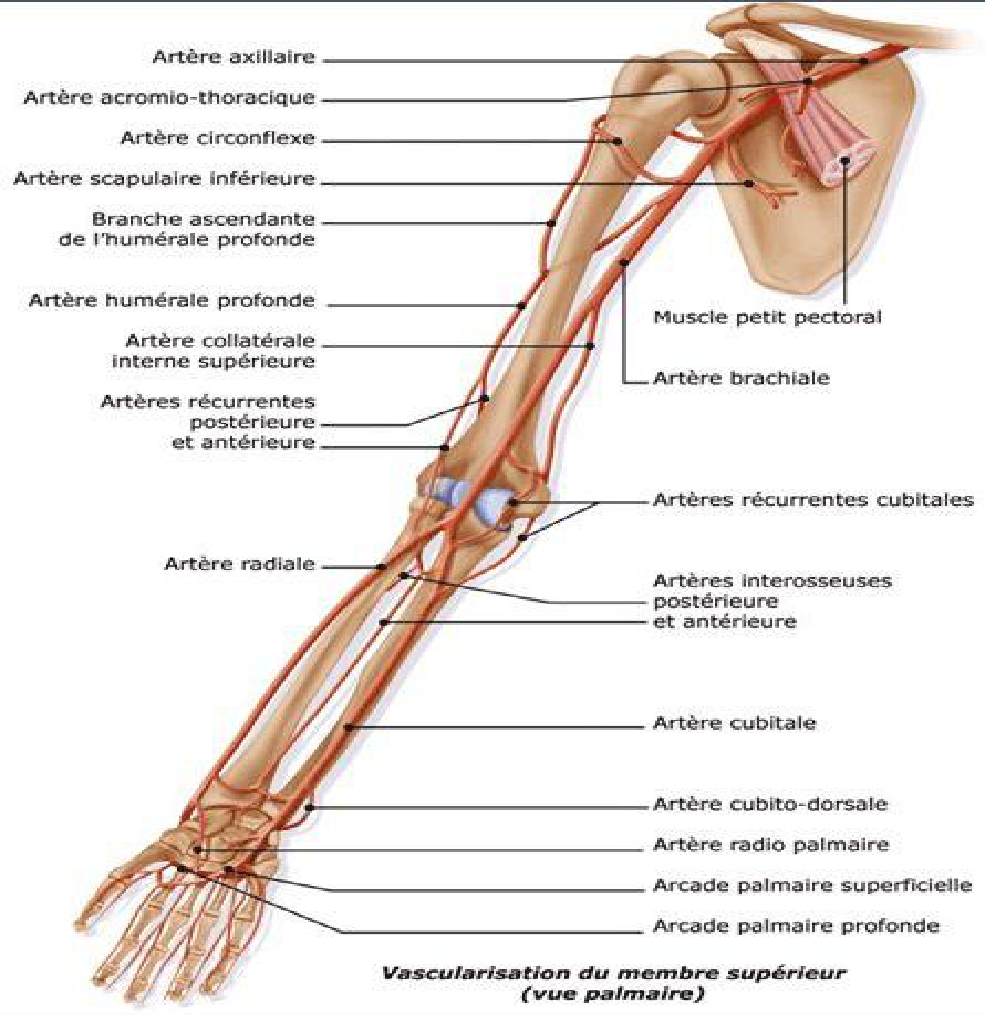 Artère axillaire
Artère acromio-thoracique
Artère circonflexe
Artère scapulaire inférieure
Branche ascendante
de l'humérale profonde
Artère humérale profonde
Artère collatérale
interne supérieure
Artères récurrentes
postérieure
et antérieure
Artère radiale
Muscle petit pectoral
Artère brachiale
Artères récurrentes cubitales
Artères interosseuses
postérieure
et antérieure
Artère cubitale
Artère cubito-dorsale
Artère radio palmaire
Arcade palmaire superficielle
Arcade palmaire profonde
Vascularisation du membre supérieur
(vue palmaire)